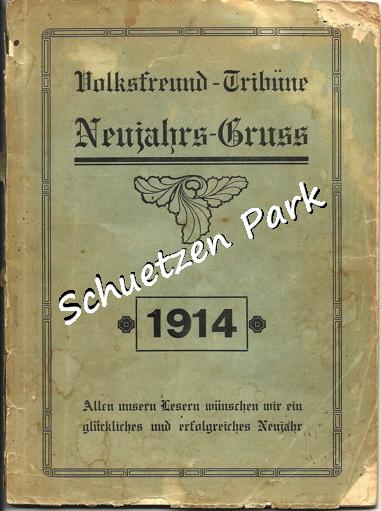 Volksfreund-Tribüne
Neujahrs-Gruss
Schuetzen Park
1914
Allen unsern Lesern wünschen wir ein
glückliches und erfolgreiches Neujahr